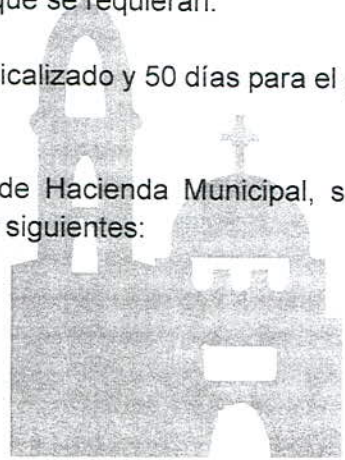 que se requieran.
icalizado y 50 días para el
de Hacienda Municipal, s
siguientes: